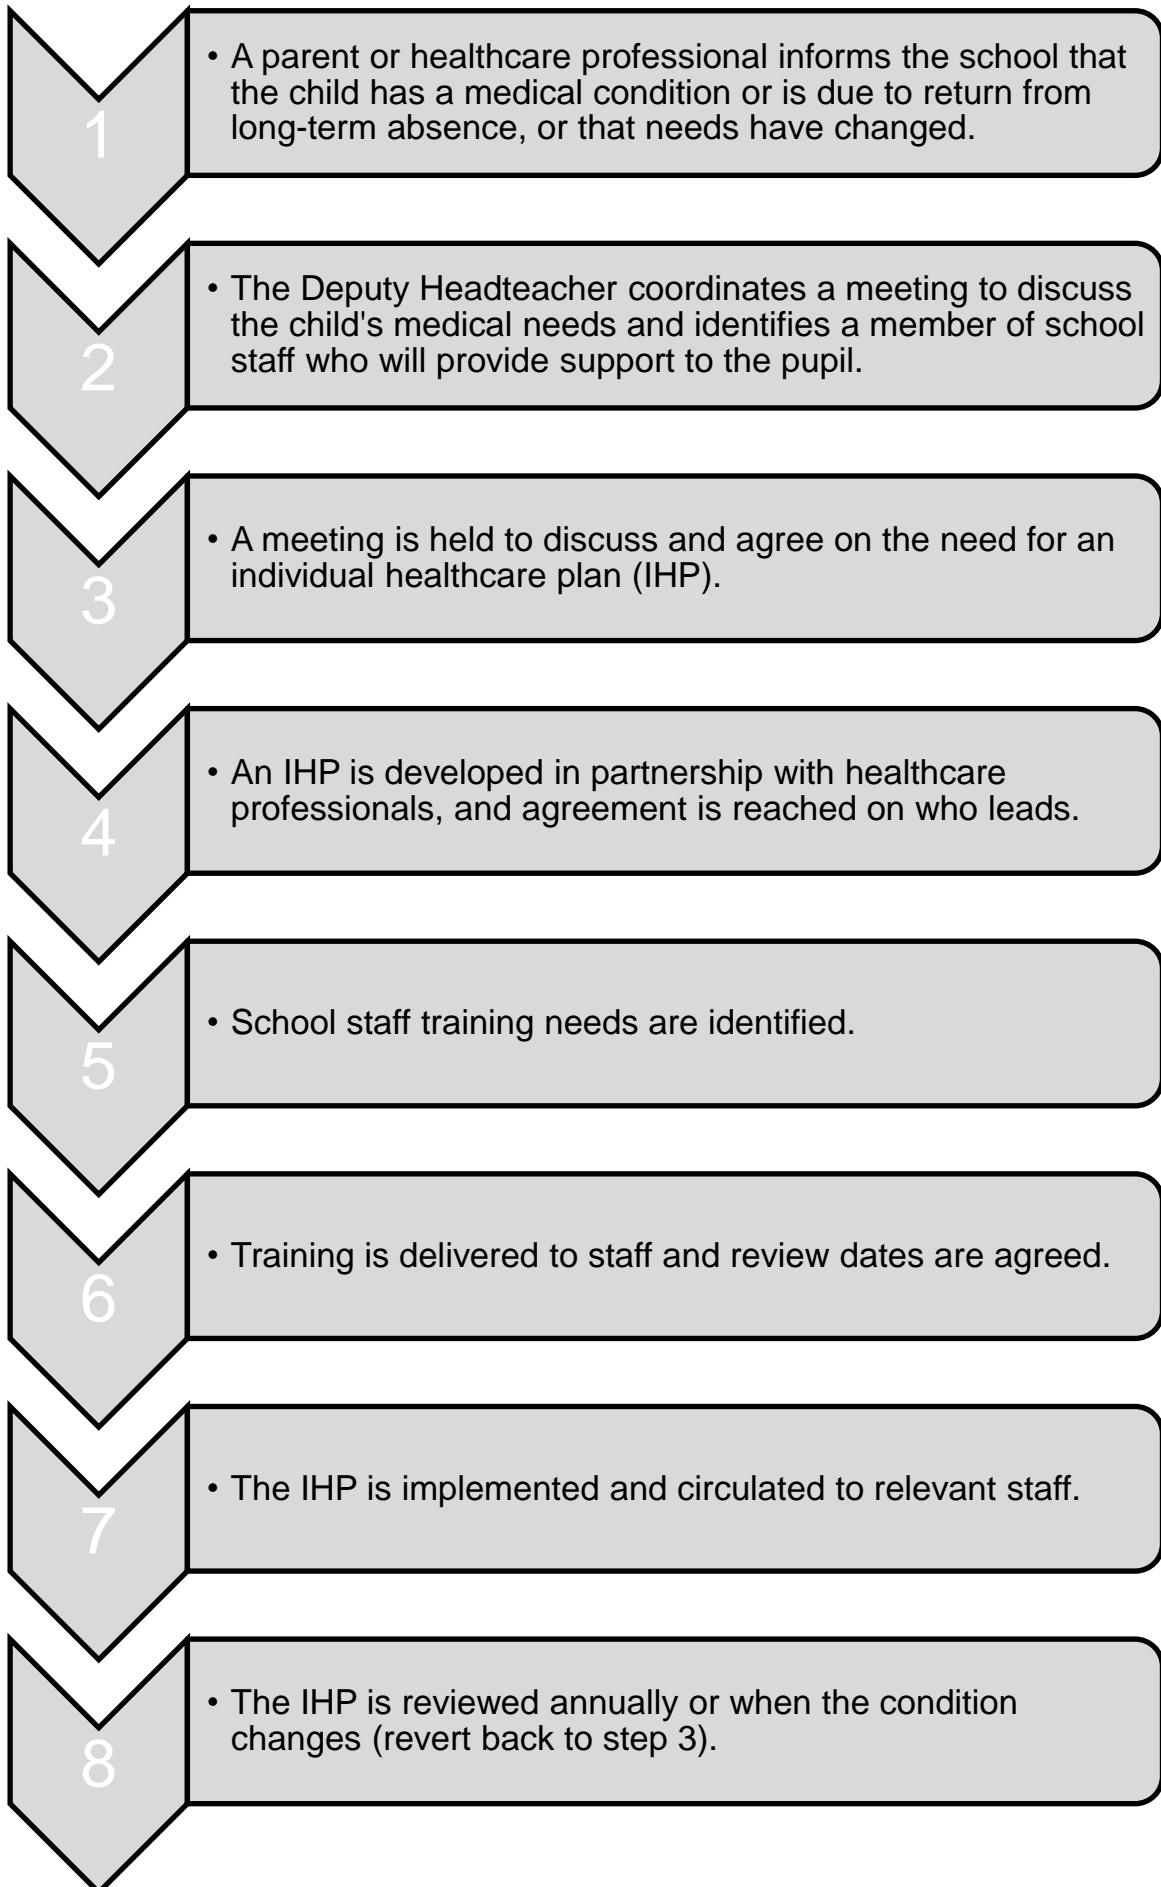 1
• A parent or healthcare professional informs the school that
the child has a medical condition or is due to return from
long-term absence, or that needs have changed.
2
• The Deputy Headteacher coordinates a meeting to discuss
the child's medical needs and identifies a member of school
staff who will provide support to the pupil.
3
• A meeting is held to discuss and agree on the need for an
individual healthcare plan (IHP).
4
• An IHP is developed in partnership with healthcare
professionals, and agreement is reached on who leads.
5
• School staff training needs are identified.
6
• Training is delivered to staff and review dates are agreed.
7
• The IHP is implemented and circulated to relevant staff.
8
• The IHP is reviewed annually or when the condition
changes (revert back to step 3).